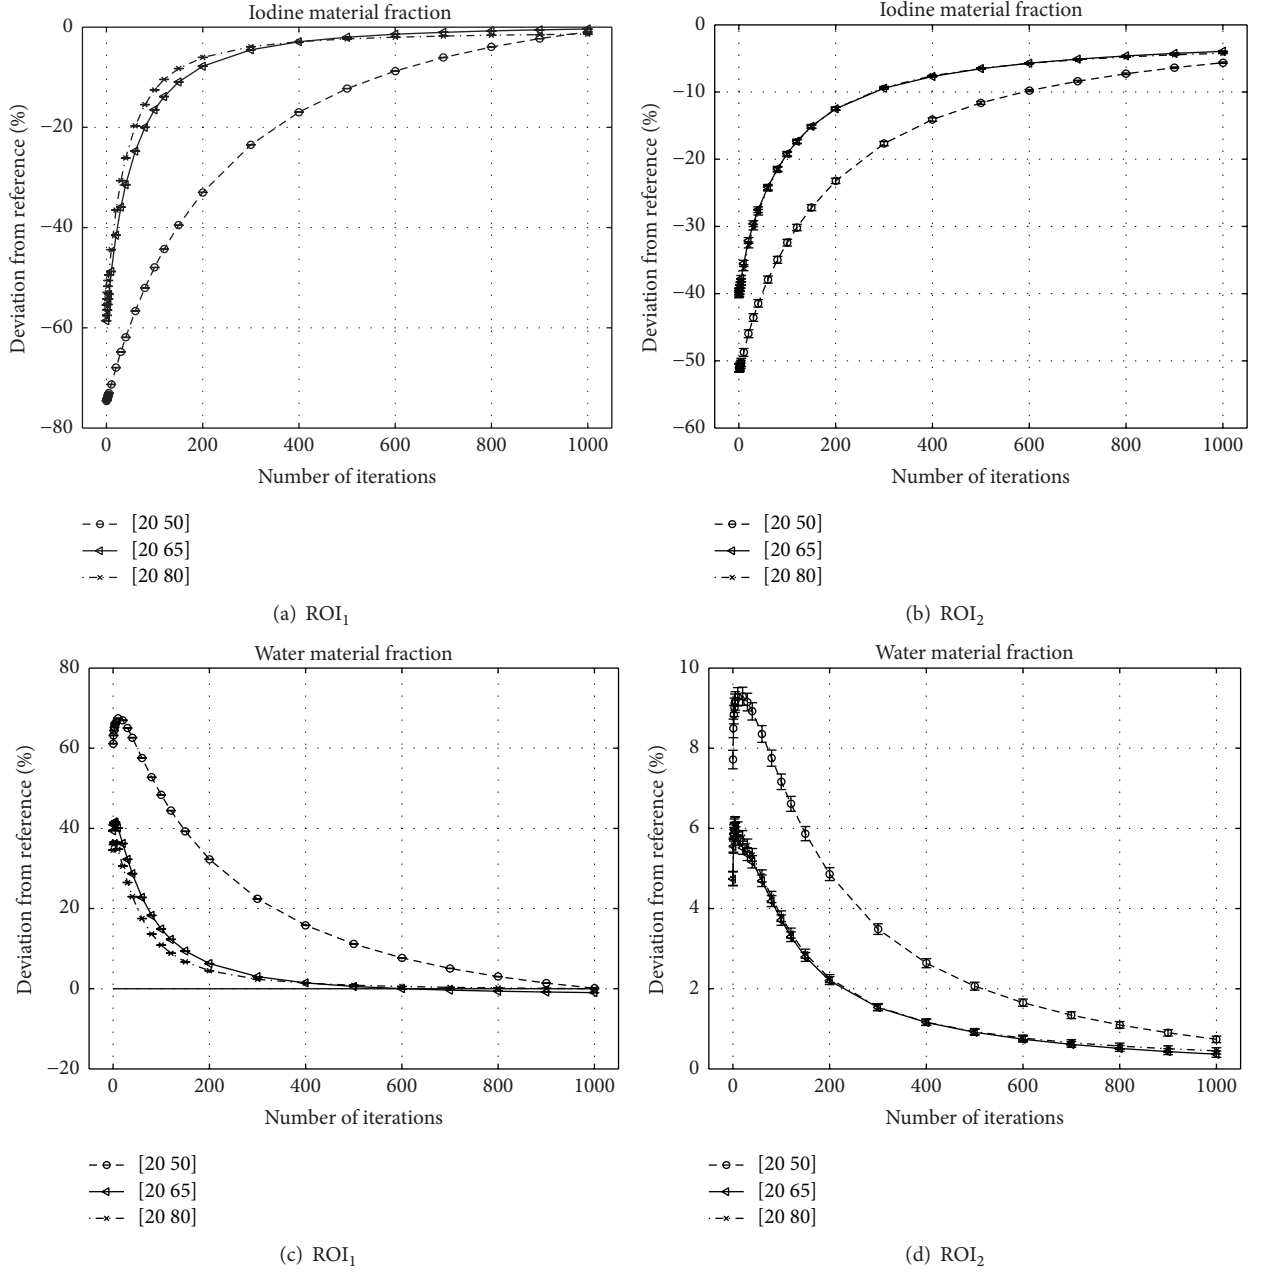 Iodine material fraction
Deviation from reference (%)
0
−20
−40
−60
−80
0 200 400 600 800 1000
Number of iterations
[20 50]
[20 65]
[20 80]
(a) ROI1
Iodine material fraction
Deviation from reference (%)
0
−10
−20
−30
−40
−50
−60
0 200 400 600 800 1000
Number of iterations
[20 50]
[20 65]
[20 80]
(b) ROI2
Water material fraction
Deviation from reference (%)
80
60
40
20
0
−20
0 200 400 600 800 1000
Number of iterations
[20 50]
[20 65]
[20 80]
(c) ROI1
Water material fraction
Deviation from reference (%)
10
8
6
4
2
0
0 200 400 600 800 1000
Number of iterations
[20 50]
[20 65]
[20 80]
(d) ROI2